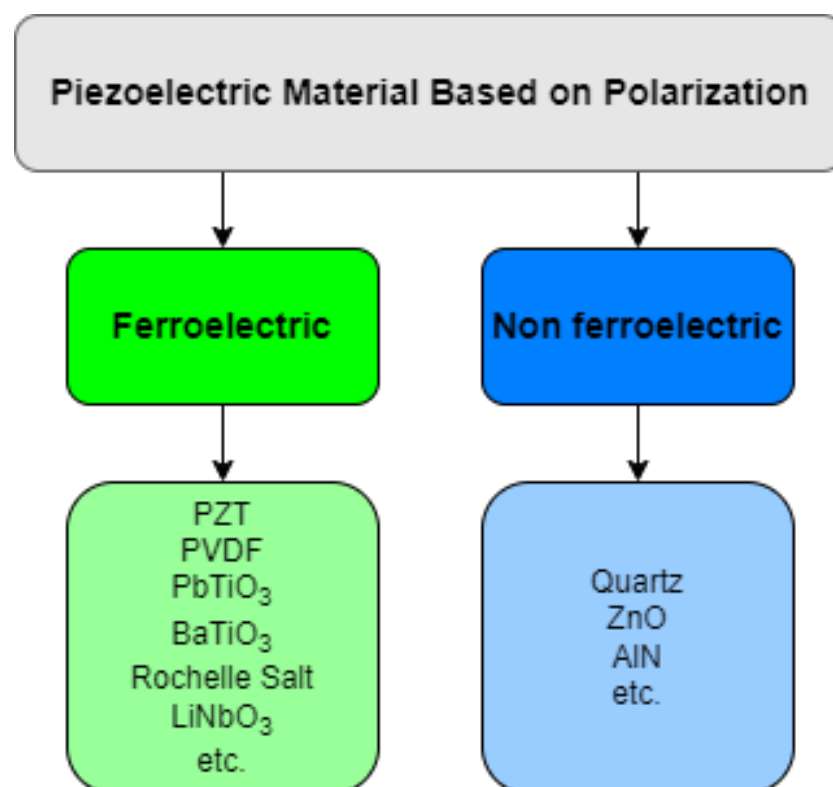 Piezoelectric Material Based on Polarization
Ferroelectric
Non ferroelectric
PZT
PVDF
PbTiO₃
BaTiO₃
Rochelle Salt
LiNbO₃
etc.
Quartz
ZnO
AlN
etc.